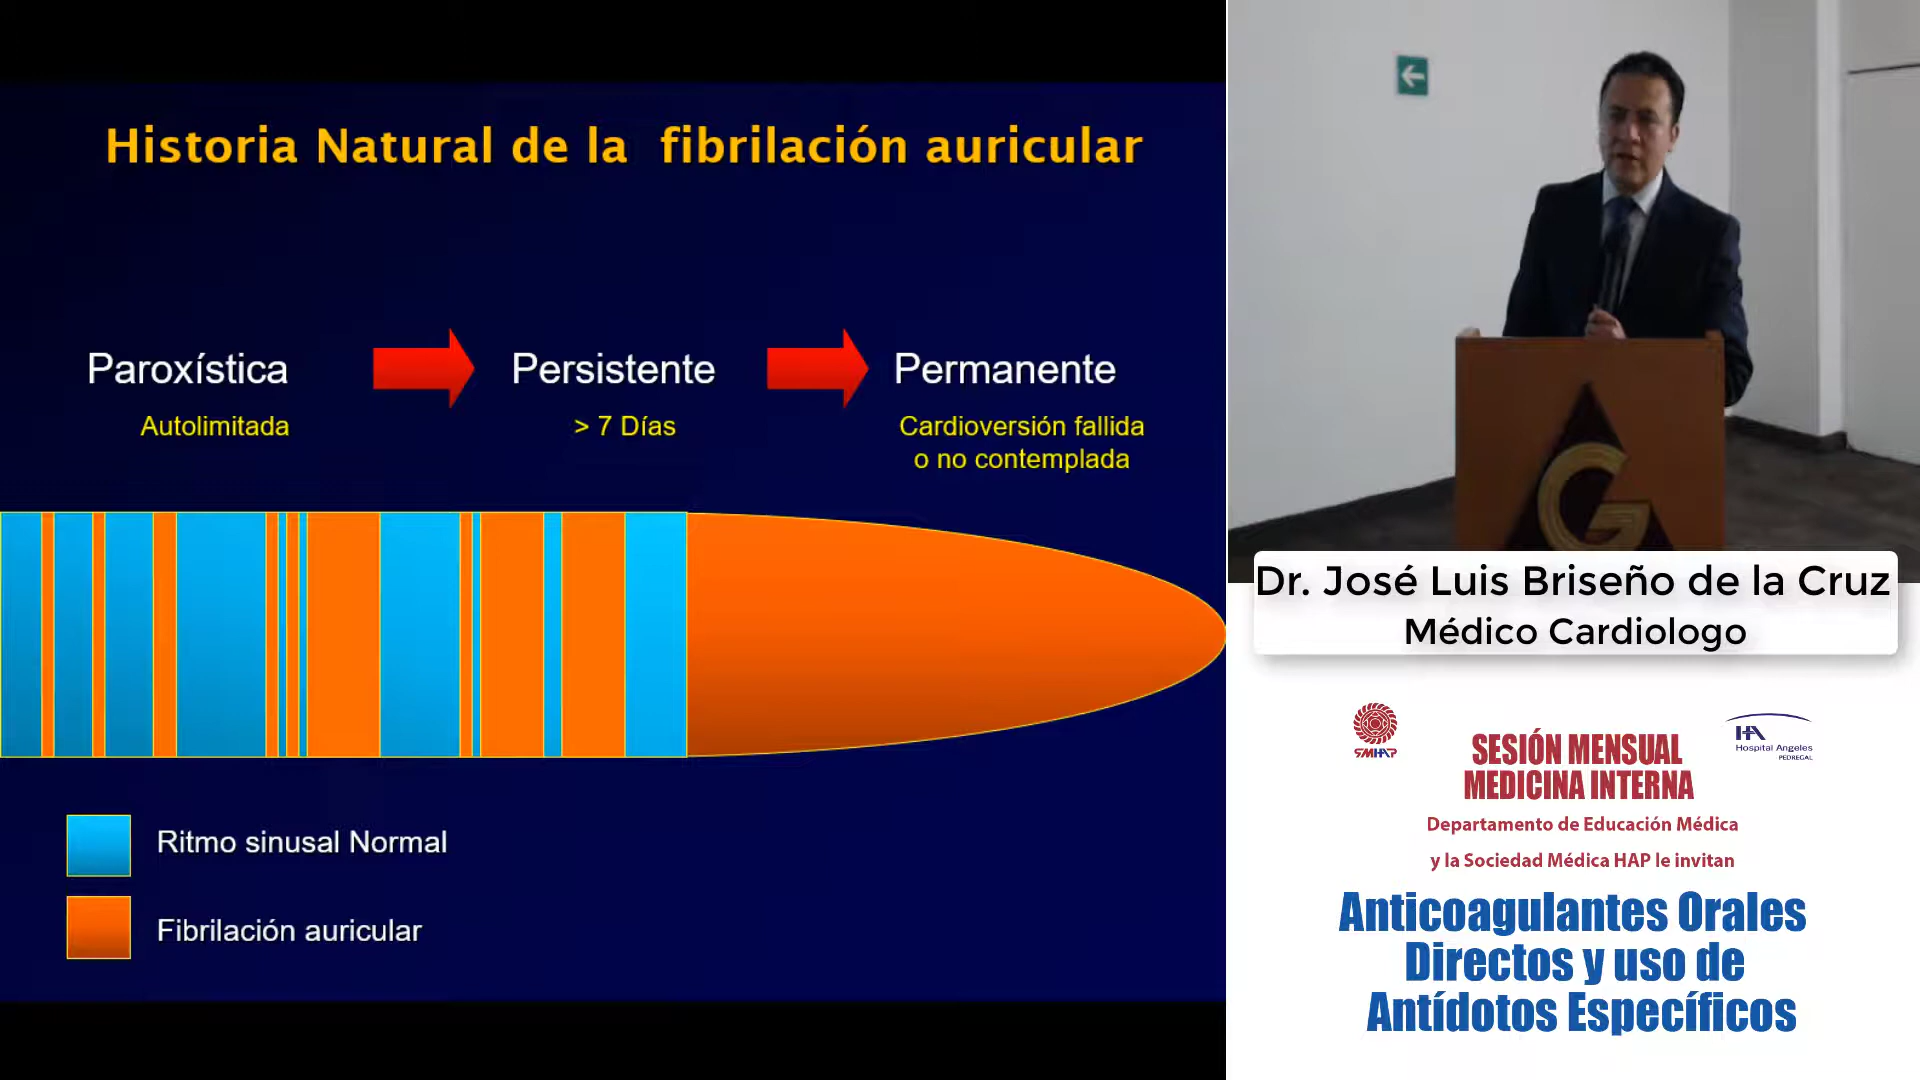 Historia Natural de la fibrilación auricular
Paroxística
Autolimitada
Persistente
> 7 Días
Permanente
Cardioversión fallida
o no contemplada
Ritmo sinusal Normal
Fibrilación auricular
G
Dr. José Luis Briseño de la Cruz
Médico Cardiologo
SMHAP
HA
Hospital Angeles
PEDREGAL
SESIÓN MENSUAL
MEDICINA INTERNA
Departamento de Educación Médica
y la Sociedad Médica HAP le invitan
Anticoagulantes Orales
Directos y uso de
Antídotos Específicos